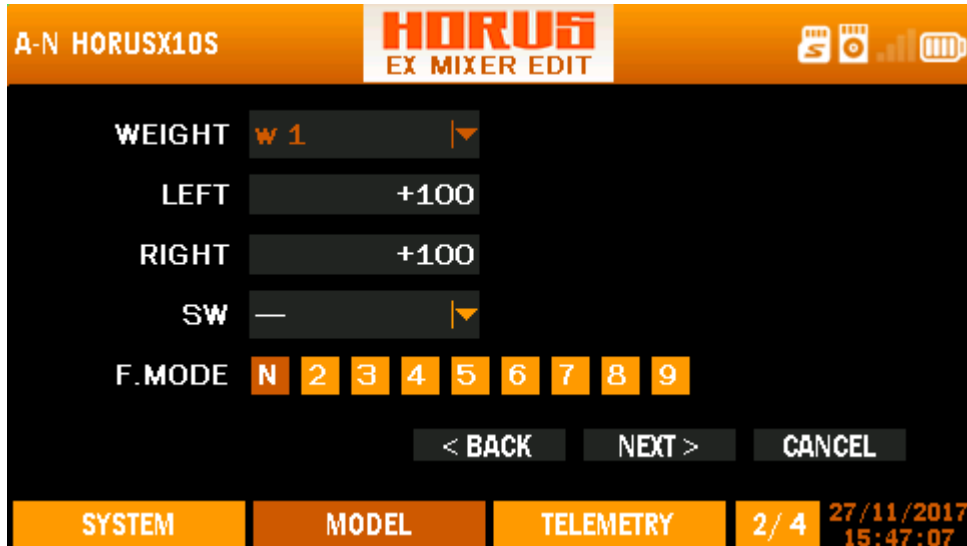 A-N HORUSX10S
HORUS
EX MIXER EDIT
WEIGHT w 1
LEFT +100
RIGHT +100
SW —
F.MODE N 2 3 4 5 6 7 8 9
< BACK NEXT > CANCEL
SYSTEM MODEL TELEMETRY 2/ 4 27/11/2017
15:47:07